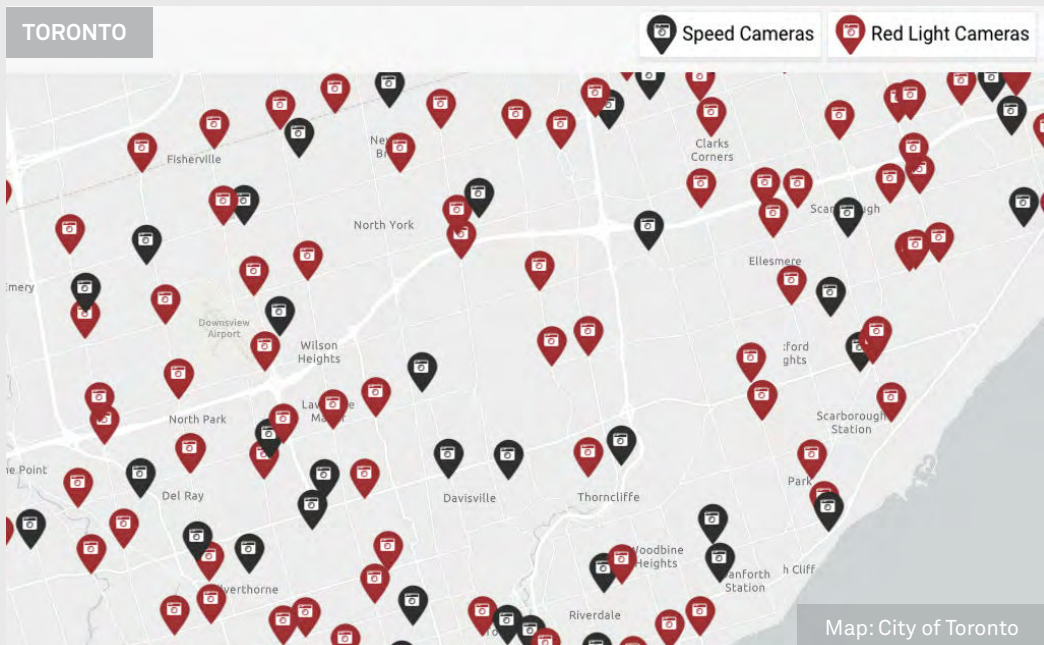 TORONTO
Speed Cameras
Red Light Cameras
Fisherville
Clarks
Corners
North York
Ellesmere
Downsview
Airport
Wilson
Heights
North Park
Scarborough
Station
Del Ray
Davisville
Thorncliffe
Park
Woodbine
Heights
Station
Riverdale
Map: City of Toronto